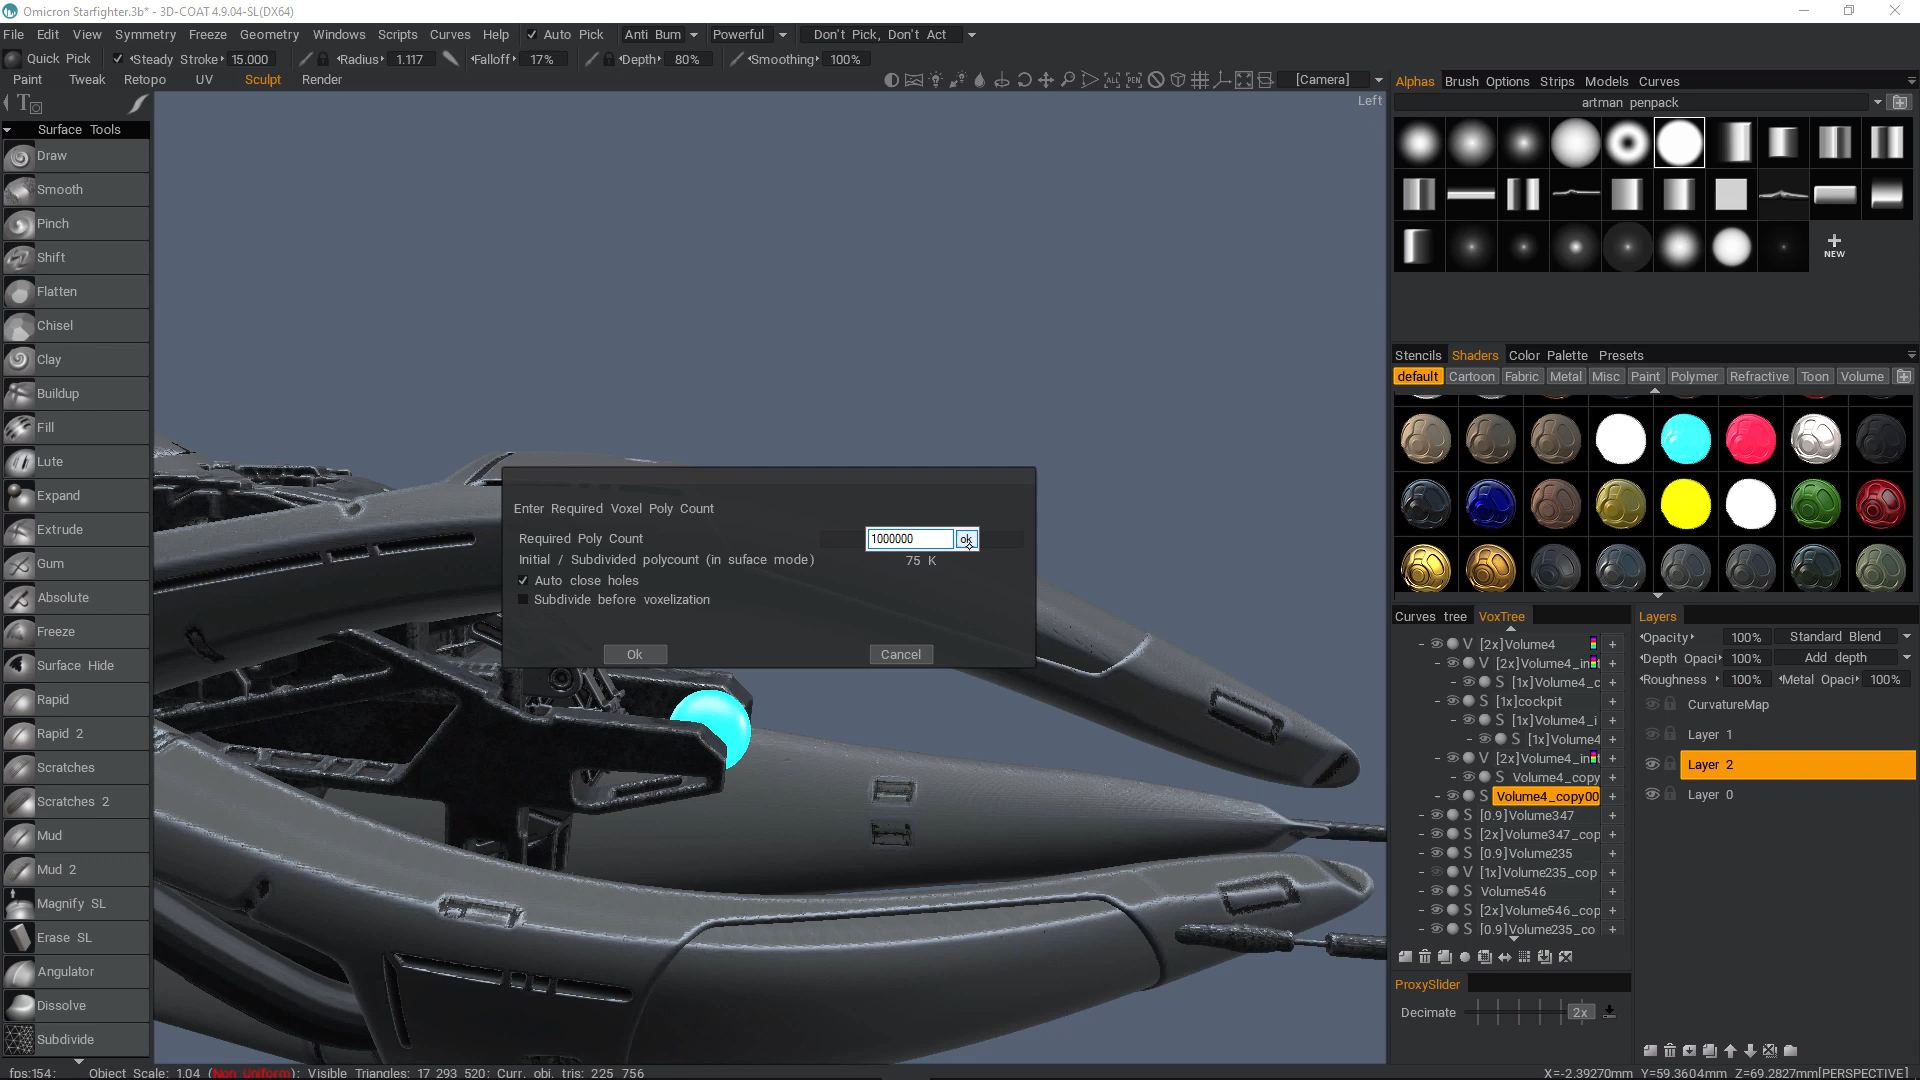 Omicron Starfighter.3b* - 3D-COAT 4.9.04-SL(DX64)
File Edit View Symmetry Freeze Geometry Windows Scripts Curves Help Auto Pick Anti Bum Powerful Don't Pick, Don't Act
Quick Pick Steady Stroke 15.000 Radius 1.117 Falloff 17% Depth 80% Smoothing 100%
Paint Tweak Retopo UV Sculpt Render ALL PEN [Camera]
Left
Surface Tools
Draw
Smooth
Pinch
Shift
Flatten
Chisel
Clay
Buildup
Fill
Lute
Expand
Extrude
Gum
Absolute
Freeze
Surface Hide
Rapid
Rapid 2
Scratches
Scratches 2
Mud
Mud 2
Magnify SL
Erase SL
Angulator
Dissolve
Subdivide
Enter Required Voxel Poly Count
Required Poly Count 1000000 ok
Initial / Subdivided polycount (in suface mode) 75 K
Auto close holes
Subdivide before voxelization
Ok Cancel
Alphas Brush Options Strips Models Curves
artman penpack
NEW
Stencils Shaders Color Palette Presets
default Cartoon Fabric Metal Misc Paint Polymer Refractive Toon Volume
Curves tree VoxTree
V [2x]Volume4
V [2x]Volume4_in
S [1x]Volume4_c
S [1x]cockpit
S [1x]Volume4_i
S [1x]Volume4
V [2x]Volume4_in
S Volume4_copy
S Volume4_copy00
S [0.9]Volume347
S [2x]Volume347_cop
S [0.9]Volume235
V [1x]Volume235_cop
S Volume546
S [2x]Volume546_cop
S [0.9]Volume235_co
ProxySlider
Decimate 2x
Layers
Opacity 100% Standard Blend
Depth Opaci 100% Add depth
Roughness 100% Metal Opaci 100%
CurvatureMap
Layer 1
Layer 2
Layer 0
fps:154; Object Scale: 1.04 (Non Uniform); Visible Triangles: 17 293 520; Curr. obj. tris: 225 756
X=-2.39270mm Y=59.3604mm Z=69.2827mm[PERSPECTIVE]